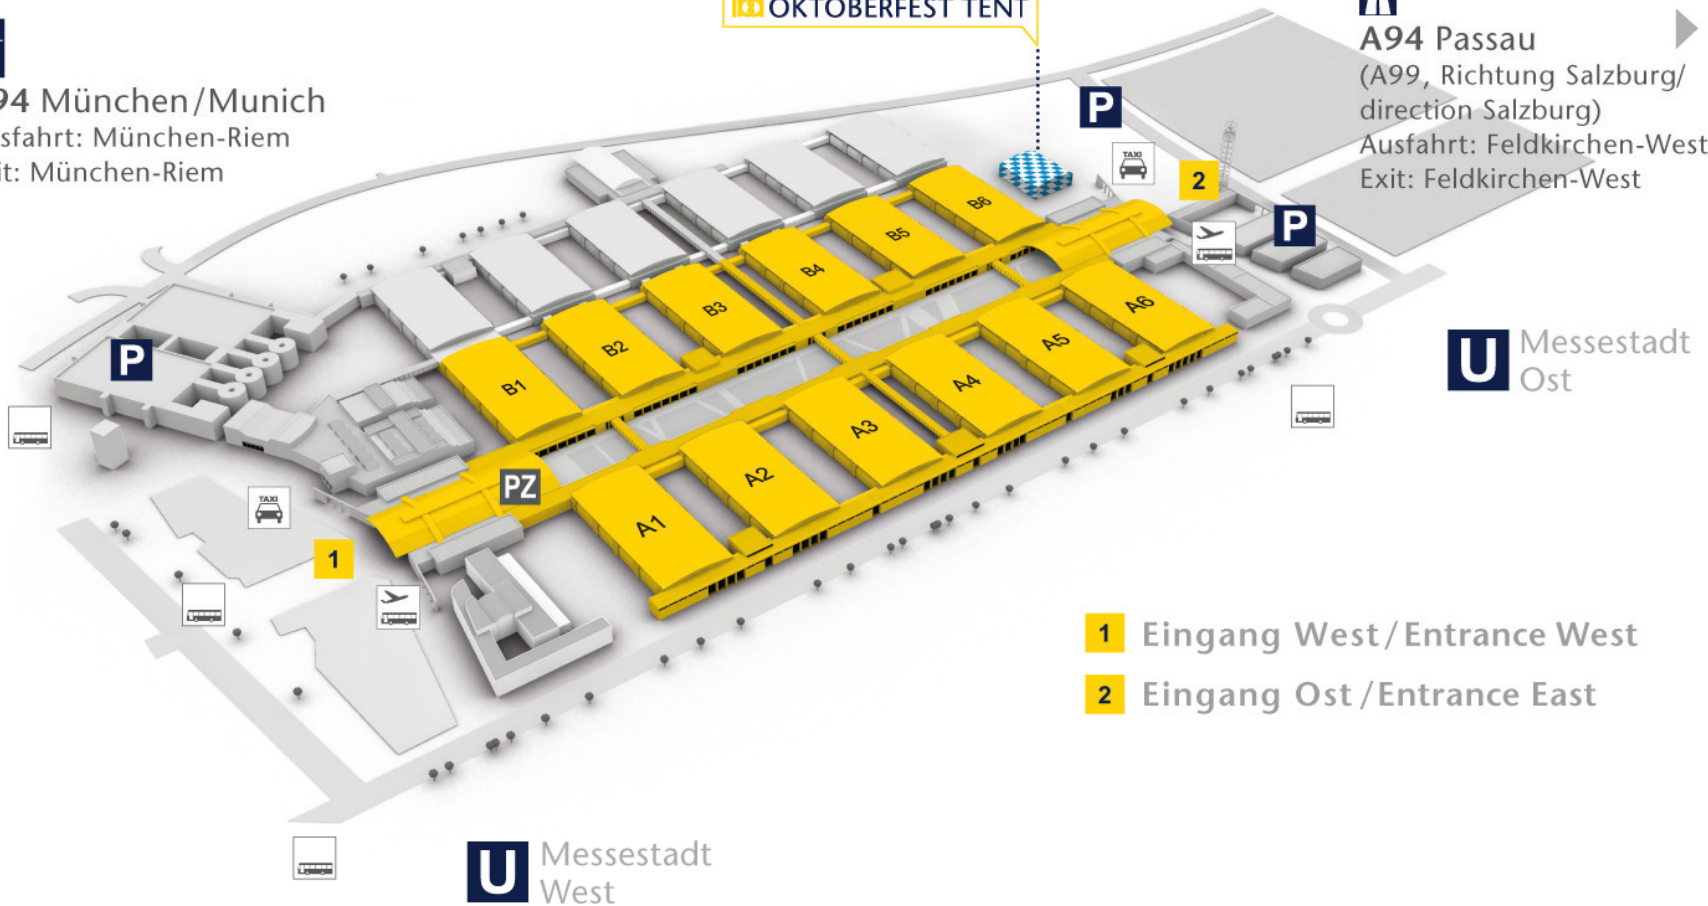 OKTOBERFEST TENT
94 München/Munich
sfahrt: München-Riem
it: München-Riem
A94 Passau
(A99, Richtung Salzburg/
direction Salzburg)
Ausfahrt: Feldkirchen-West
Exit: Feldkirchen-West
P
TAXI
2
P
B6
B5
B4
B3
B2
B1
A6
A5
A4
A3
A2
A1
P
PZ
TAXI
1
U Messestadt
Ost
1 Eingang West/Entrance West
2 Eingang Ost/Entrance East
U Messestadt
West